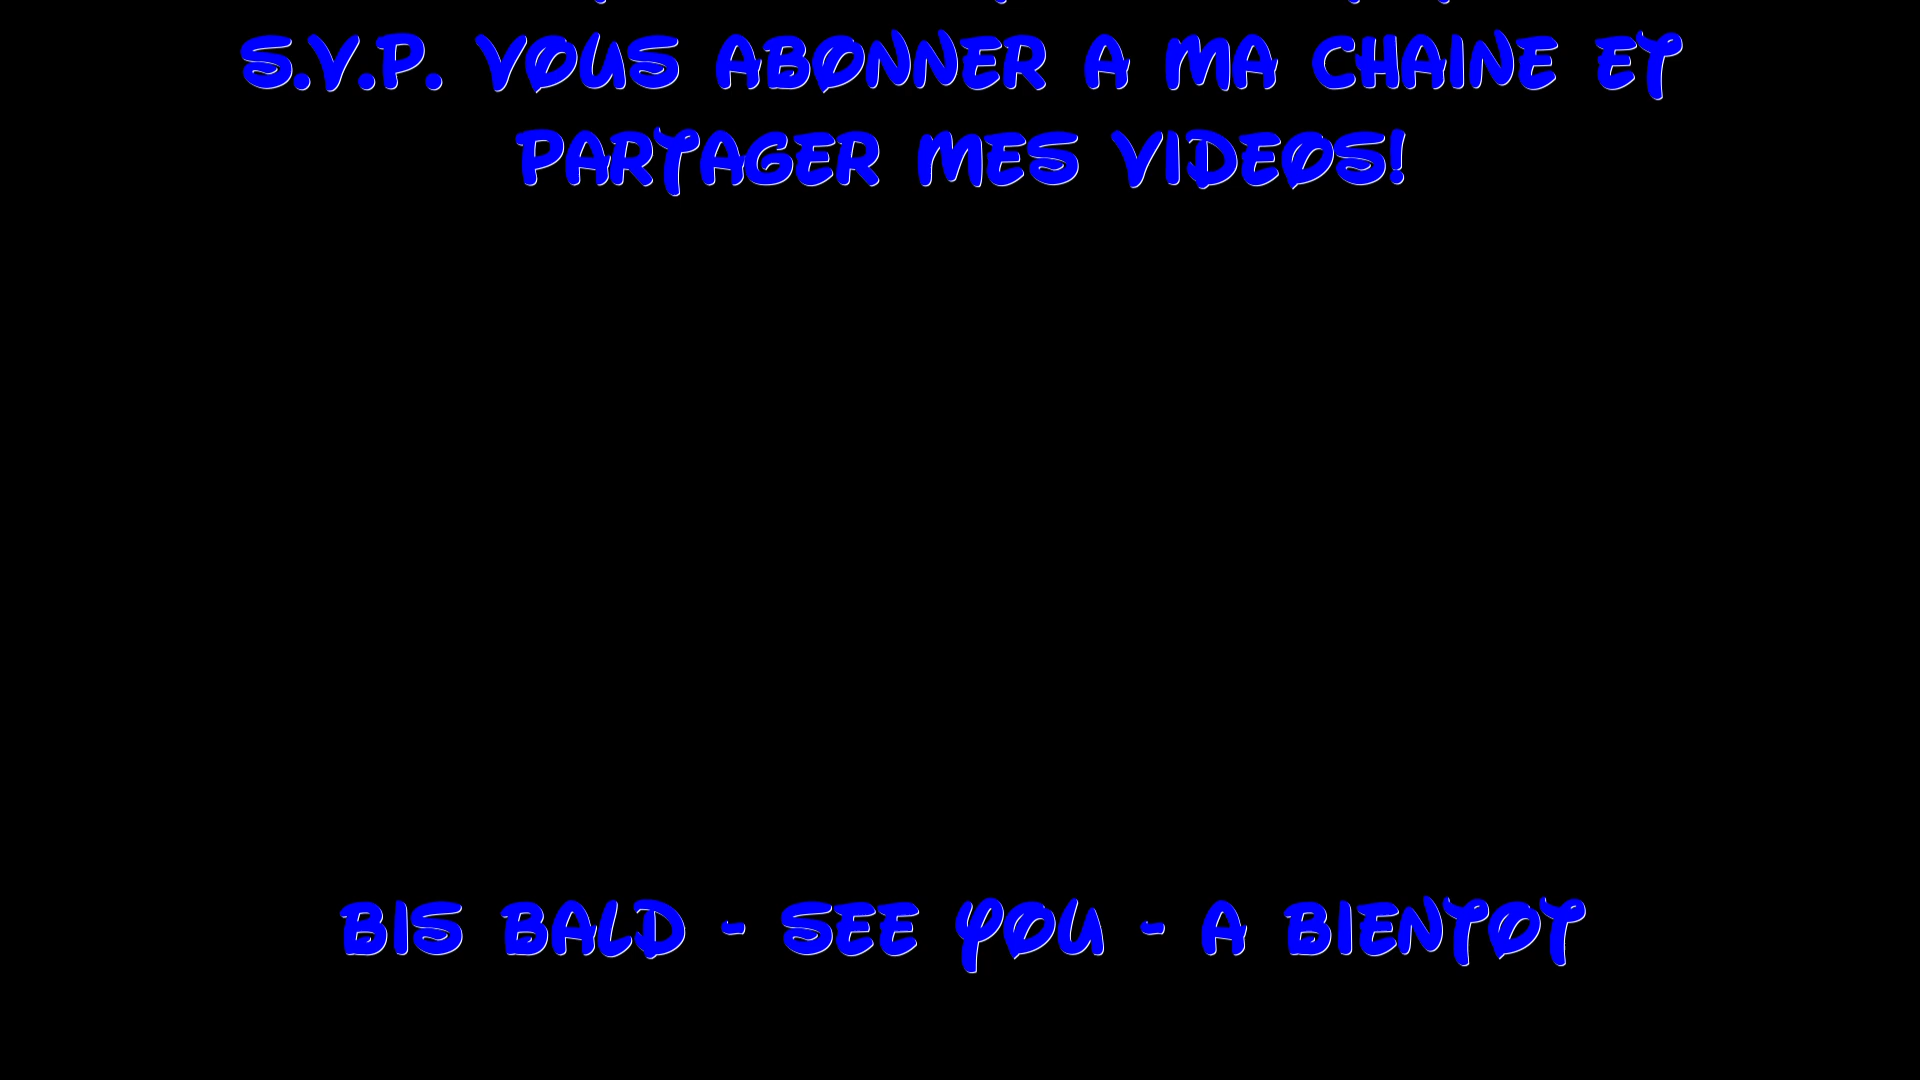 S.V.P. VOUS ABONNER A MA CHAINE ET
PARTAGER MES VIDEOS!
BIS BALD - SEE YOU - A BIENTOT